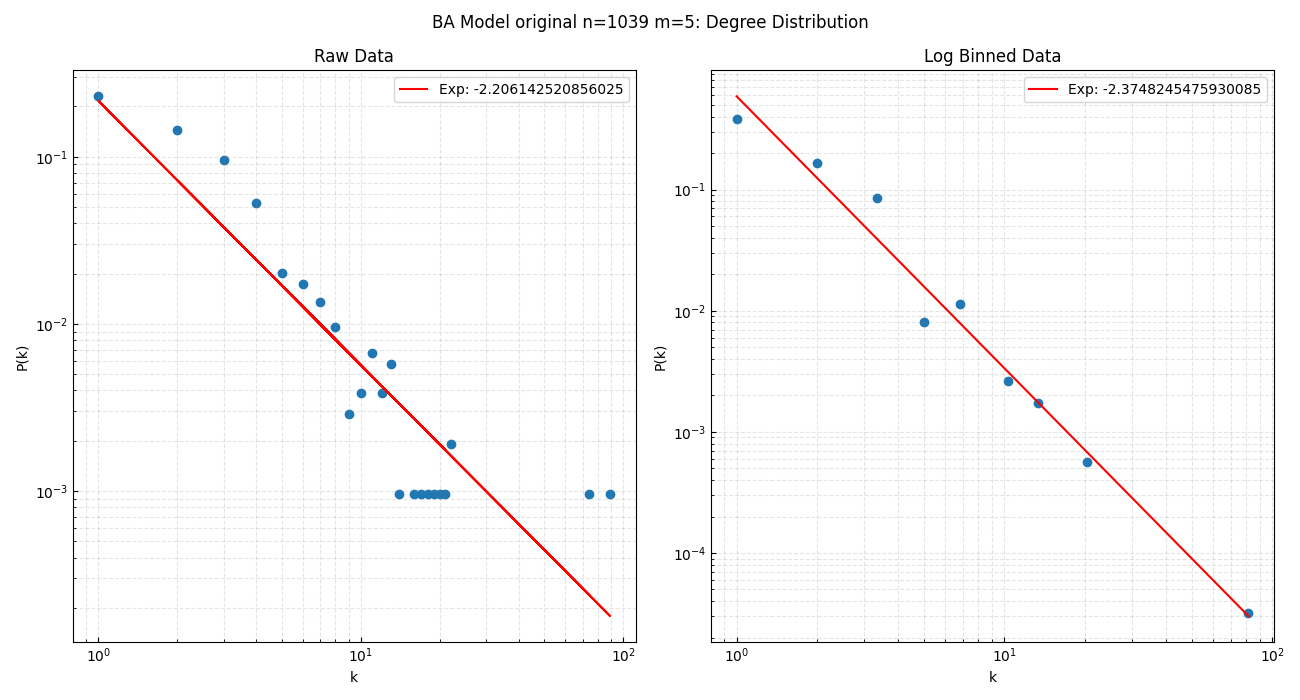 BA Model original n=1039 m=5: Degree Distribution
Raw Data
Exp: -2.206142520856025
P(k)
10⁻¹
10⁻²
10⁻³
10⁰
10¹
10²
k
Log Binned Data
Exp: -2.3748245475930085
P(k)
10⁻¹
10⁻²
10⁻³
10⁻⁴
10⁰
10¹
10²
k